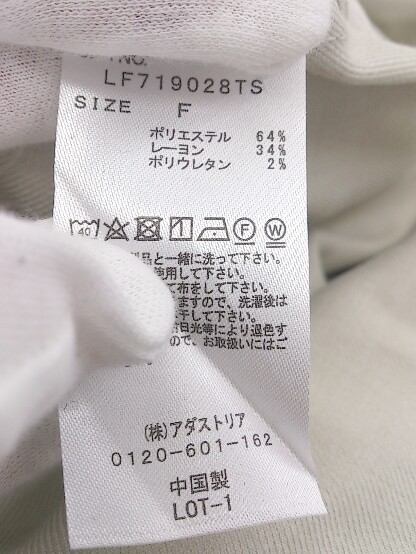 NO.
LF719028TS
SIZE F
ポリエステル 64%
レーヨン 34%
ポリウレタン 2%
40 F W
品と一緒に洗って下さい。
使用して下さい。
て布をして下さい。
ますので、洗濯後は
干して下さい。
日光等により退色す
ので、お取扱いにはご
(株)アダストリア
0120-601-162
中国製
LOT-1